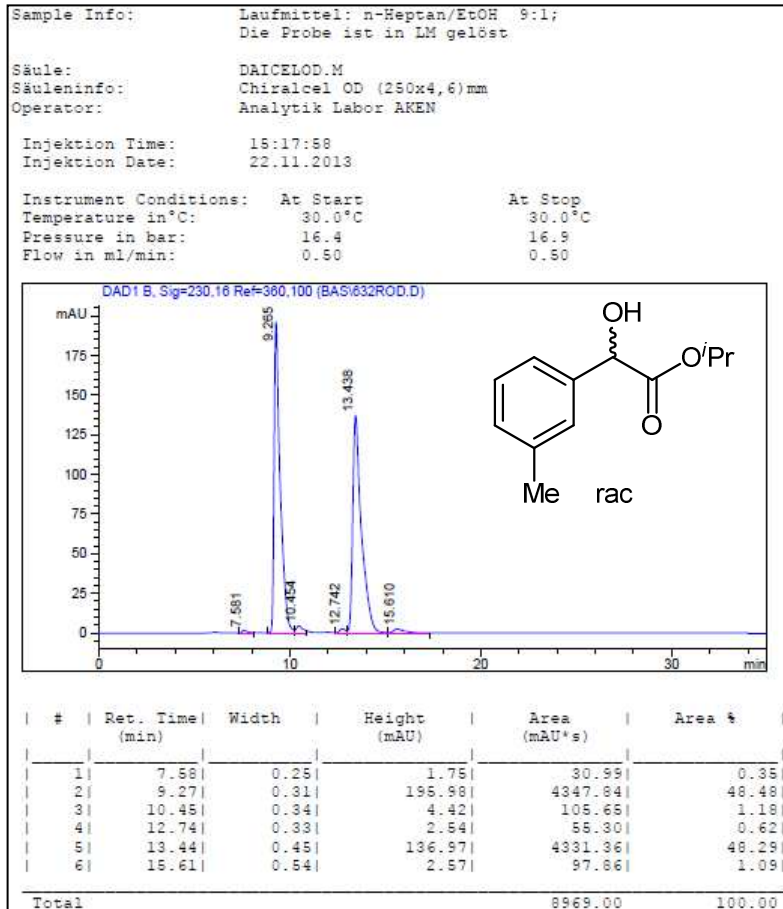 Sample Info: Laufmittel: n-Heptan/EtOH 9:1;
Die Probe ist in LM gelöst
Säule: DAICELOD.M
Säuleninfo: Chiralcel OD (250x4,6)mm
Operator: Analytik Labor AKEN
Injektion Time: 15:17:58
Injektion Date: 22.11.2013
Instrument Conditions: At Start At Stop
Temperature in°C: 30.0°C 30.0°C
Pressure in bar: 16.4 16.9
Flow in ml/min: 0.50 0.50
DAD1 B, Sig=230,16 Ref=360,100 (BAS\632ROD.D)
mAU
175
150
125
100
75
50
25
0
7.581
9.265
10.454
12.742
13.438
15.610
0 10 20 30 min
OH
OiPr
O
Me rac
| # | Ret. Time| Width | Height | Area | Area % |
| | (min) | | (mAU) | (mAU*s) | |
| 1| 7.58| 0.25| 1.75| 30.99| 0.35|
| 2| 9.27| 0.31| 195.98| 4347.84| 48.48|
| 3| 10.45| 0.34| 4.42| 105.65| 1.18|
| 4| 12.74| 0.33| 2.54| 55.30| 0.62|
| 5| 13.44| 0.45| 136.97| 4331.36| 48.29|
| 6| 15.61| 0.54| 2.57| 97.86| 1.09|
Total 8969.00 100.00